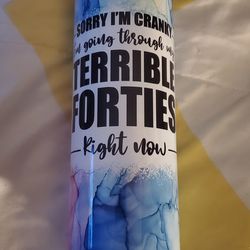 SORRY I'M CRANKY
going through
TERRIBLE
FORTIES
Right now